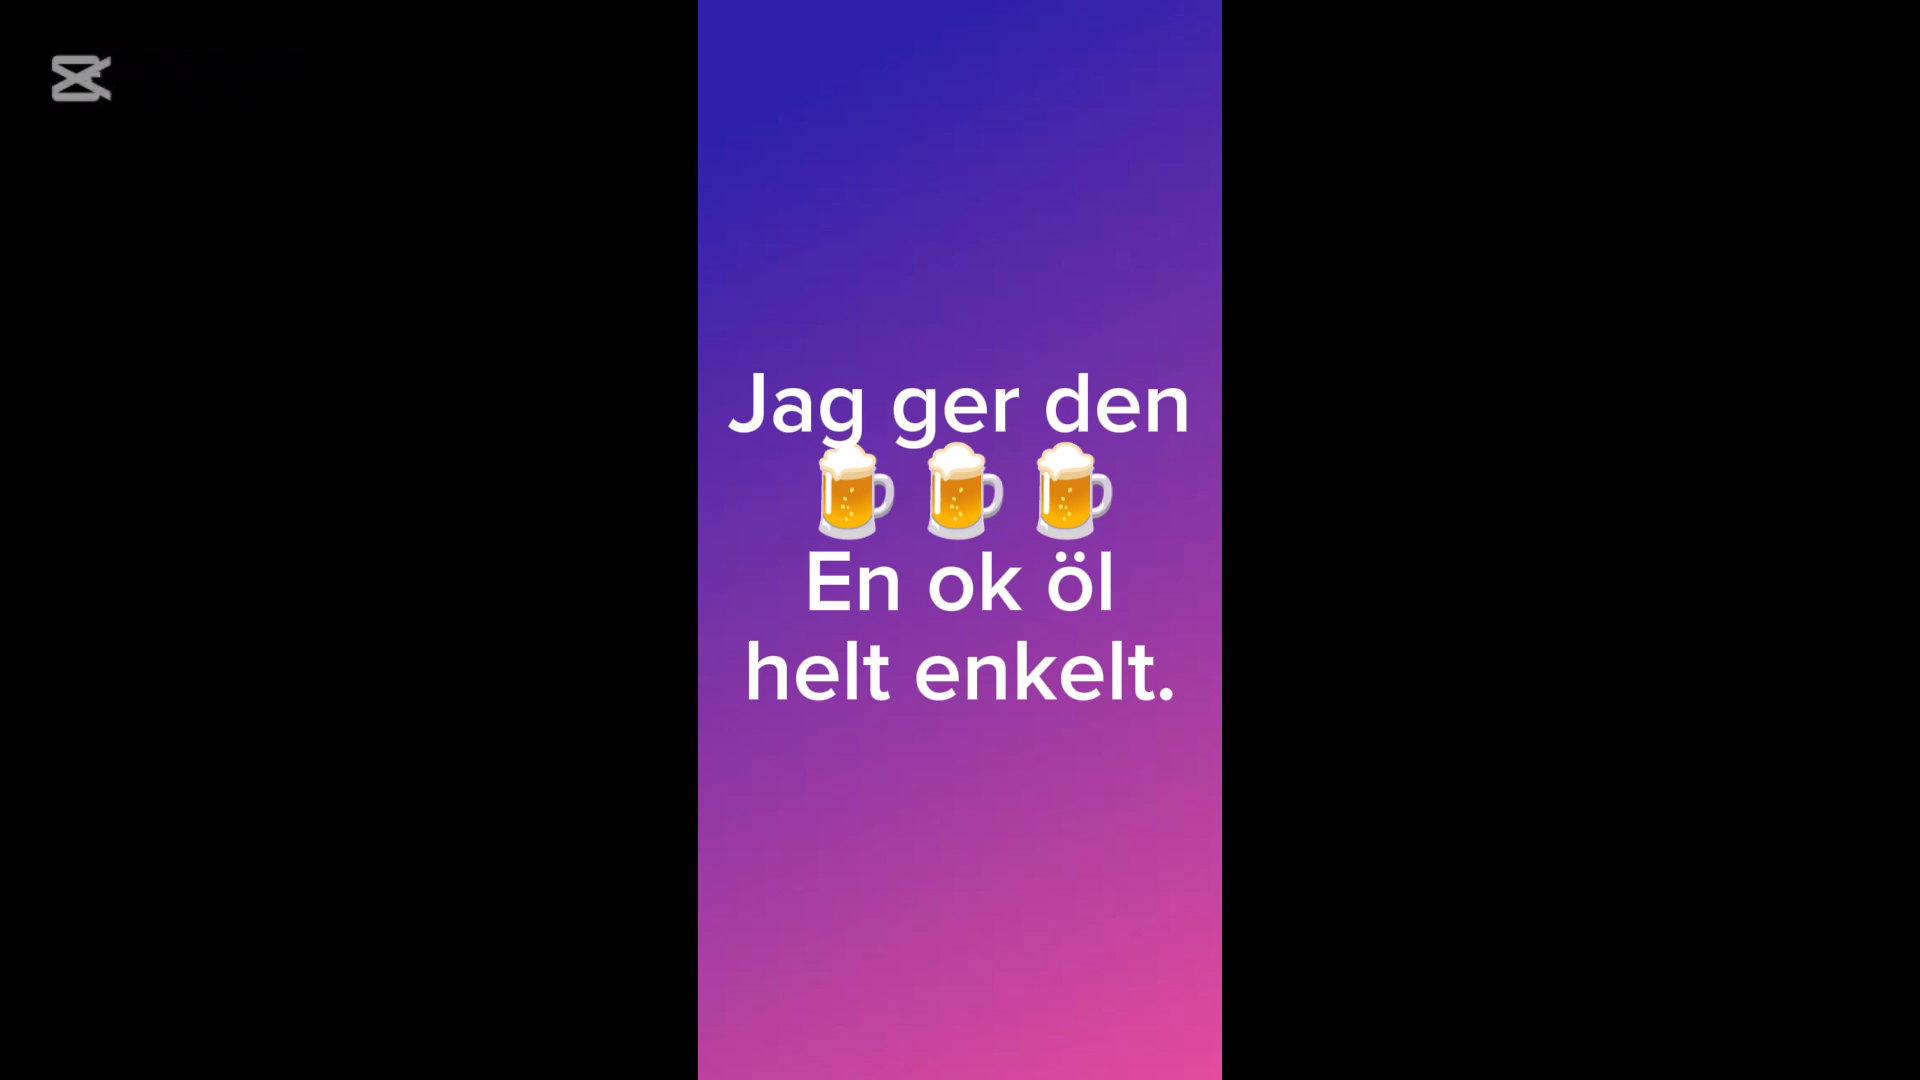 Jag ger den
🍺🍺🍺
En ok öl
helt enkelt.